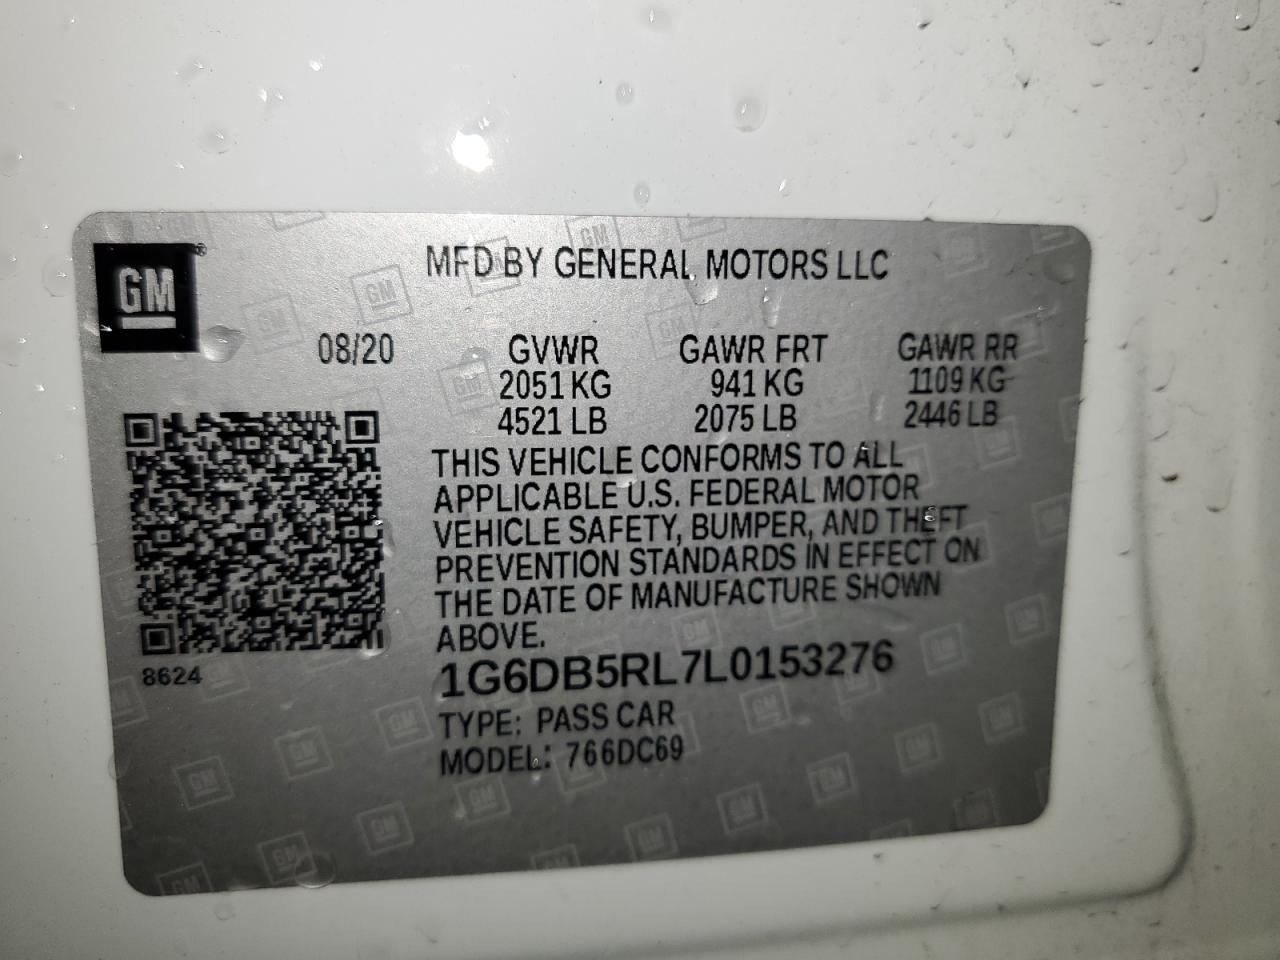 GM
MFD BY GENERAL MOTORS LLC
08/20 GVWR GAWR FRT GAWR RR
2051 KG 941 KG 1109 KG
4521 LB 2075 LB 2446 LB
THIS VEHICLE CONFORMS TO ALL
APPLICABLE U.S. FEDERAL MOTOR
VEHICLE SAFETY, BUMPER, AND THEFT
PREVENTION STANDARDS IN EFFECT ON
THE DATE OF MANUFACTURE SHOWN
ABOVE.
8624
1G6DB5RL7L0153276
TYPE: PASS CAR
MODEL: 766DC69